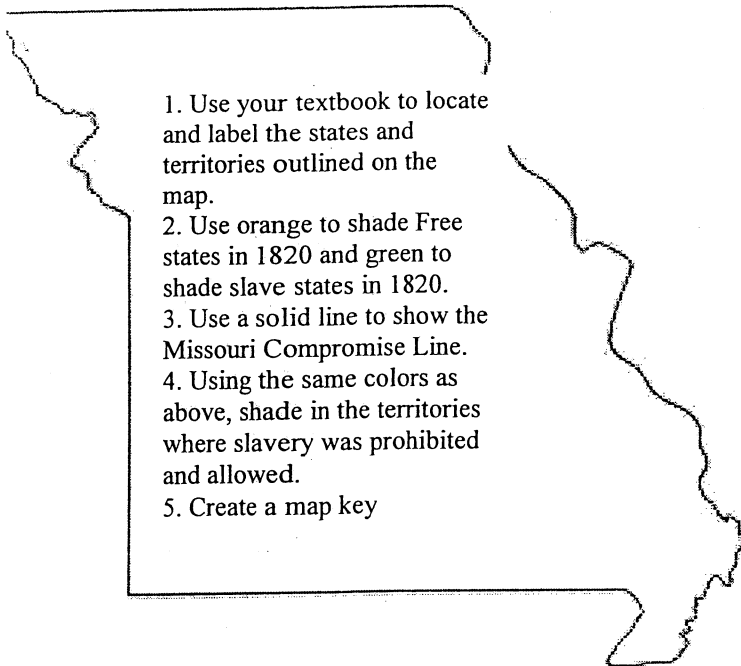 1. Use your textbook to locate
and label the states and
territories outlined on the
map.
2. Use orange to shade Free
states in 1820 and green to
shade slave states in 1820.
3. Use a solid line to show the
Missouri Compromise Line.
4. Using the same colors as
above, shade in the territories
where slavery was prohibited
and allowed.
5. Create a map key